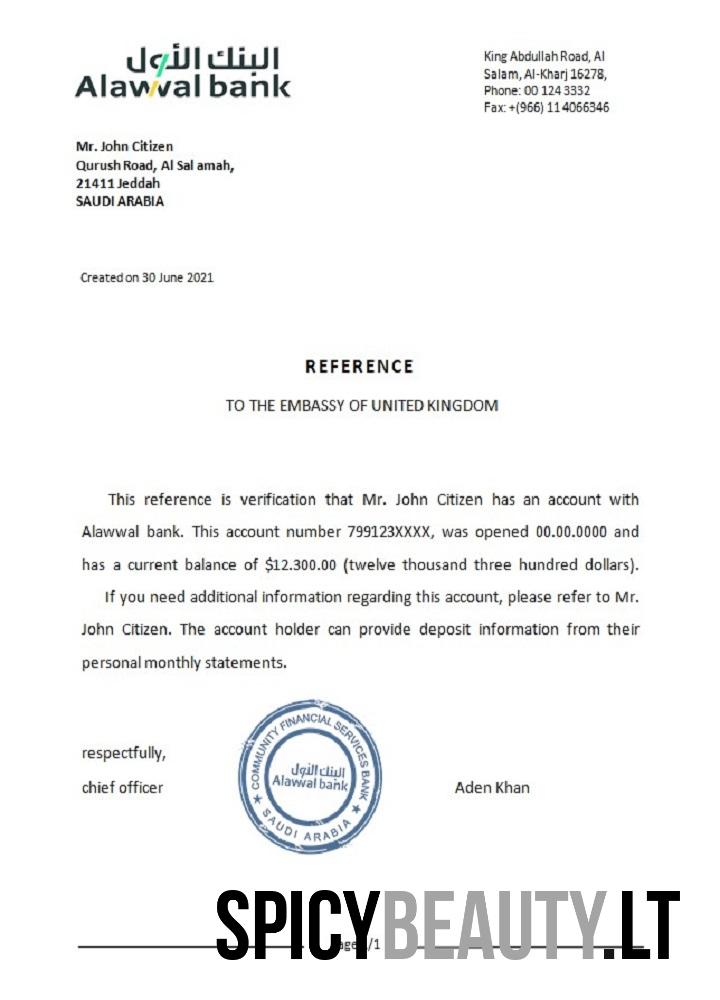 البنك الأول
Alawwal bank
King Abdullah Road, Al
Salam, Al-Kharj 16278,
Phone: 00 124 3332
Fax: +(966) 11 4066346
Mr. John Citizen
Qurush Road, Al Sal amah,
21411 Jeddah
SAUDI ARABIA
Created on 30 June 2021
REFERENCE
TO THE EMBASSY OF UNITED KINGDOM
This reference is verification that Mr. John Citizen has an account with
Alawwal bank. This account number 799123XXXX, was opened 00.00.0000 and
has a current balance of $12.300.00 (twelve thousand three hundred dollars).
If you need additional information regarding this account, please refer to Mr.
John Citizen. The account holder can provide deposit information from their
personal monthly statements.
respectfully,
chief officer
COMMUNITY FINANCIAL SERVICES BANK
البنك الأول
Alawwal bank
SAUDI ARABIA
Aden Khan
SPICYBEAUTY.LT
/1